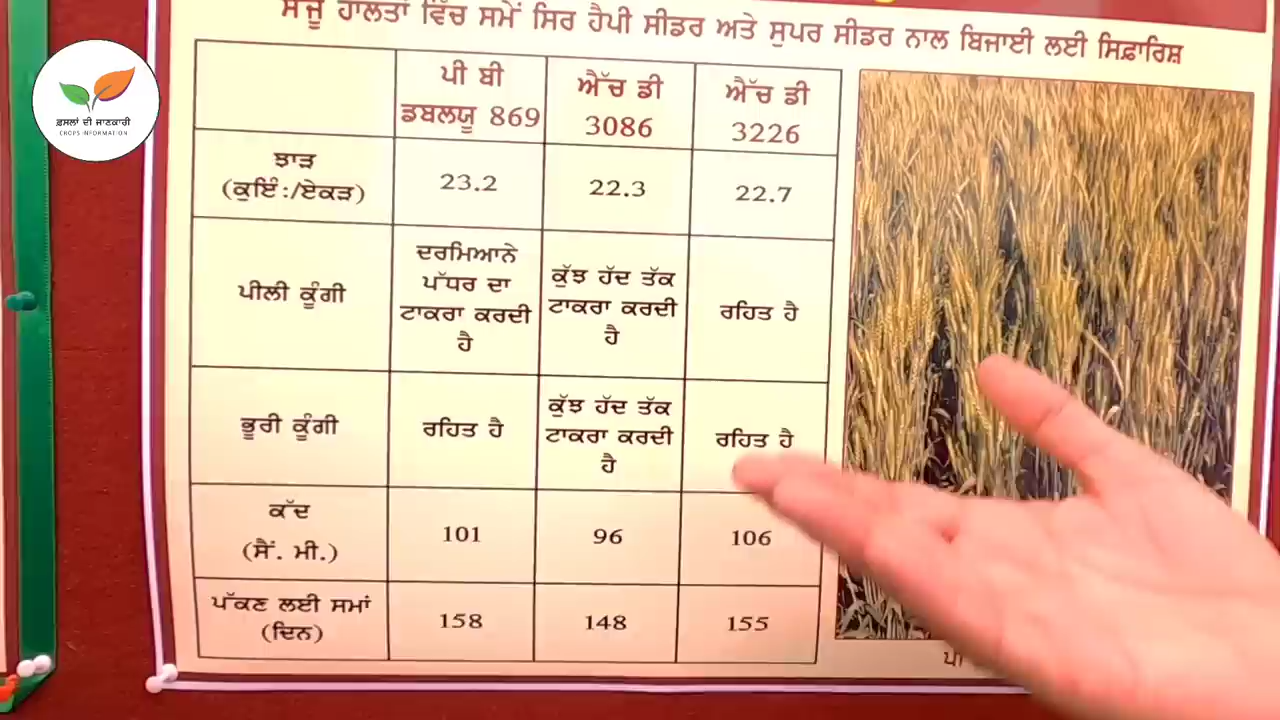 ਸੇਂਜੂ ਹਾਲਤਾਂ ਵਿੱਚ ਸਮੇਂ ਸਿਰ ਹੈਪੀ ਸੀਡਰ ਅਤੇ ਸੁਪਰ ਸੀਡਰ ਨਾਲ ਬਿਜਾਈ ਲਈ ਸਿਫ਼ਾਰਿਸ਼
ਫ਼ਸਲਾਂ ਦੀ ਜਾਣਕਾਰੀ
CROPS INFORMATION
ਪੀ ਬੀ
ਡਬਲਯੂ 869
ਐੱਚ ਡੀ
3086
ਐੱਚ ਡੀ
3226
ਝਾੜ
(ਕੁਇੰ:/ਏਕੜ)
23.2
22.3
22.7
ਪੀਲੀ ਕੂੰਗੀ
ਦਰਮਿਆਨੇ
ਪੱਧਰ ਦਾ
ਟਾਕਰਾ ਕਰਦੀ
ਹੈ
ਕੁੱਝ ਹੱਦ ਤੱਕ
ਟਾਕਰਾ ਕਰਦੀ
ਹੈ
ਰਹਿਤ ਹੈ
ਭੂਰੀ ਕੂੰਗੀ
ਰਹਿਤ ਹੈ
ਕੁੱਝ ਹੱਦ ਤੱਕ
ਟਾਕਰਾ ਕਰਦੀ
ਹੈ
ਰਹਿਤ ਹੈ
ਕੱਦ
(ਸੈਂ. ਮੀ.)
101
96
106
ਪੱਕਣ ਲਈ ਸਮਾਂ
(ਦਿਨ)
158
148
155